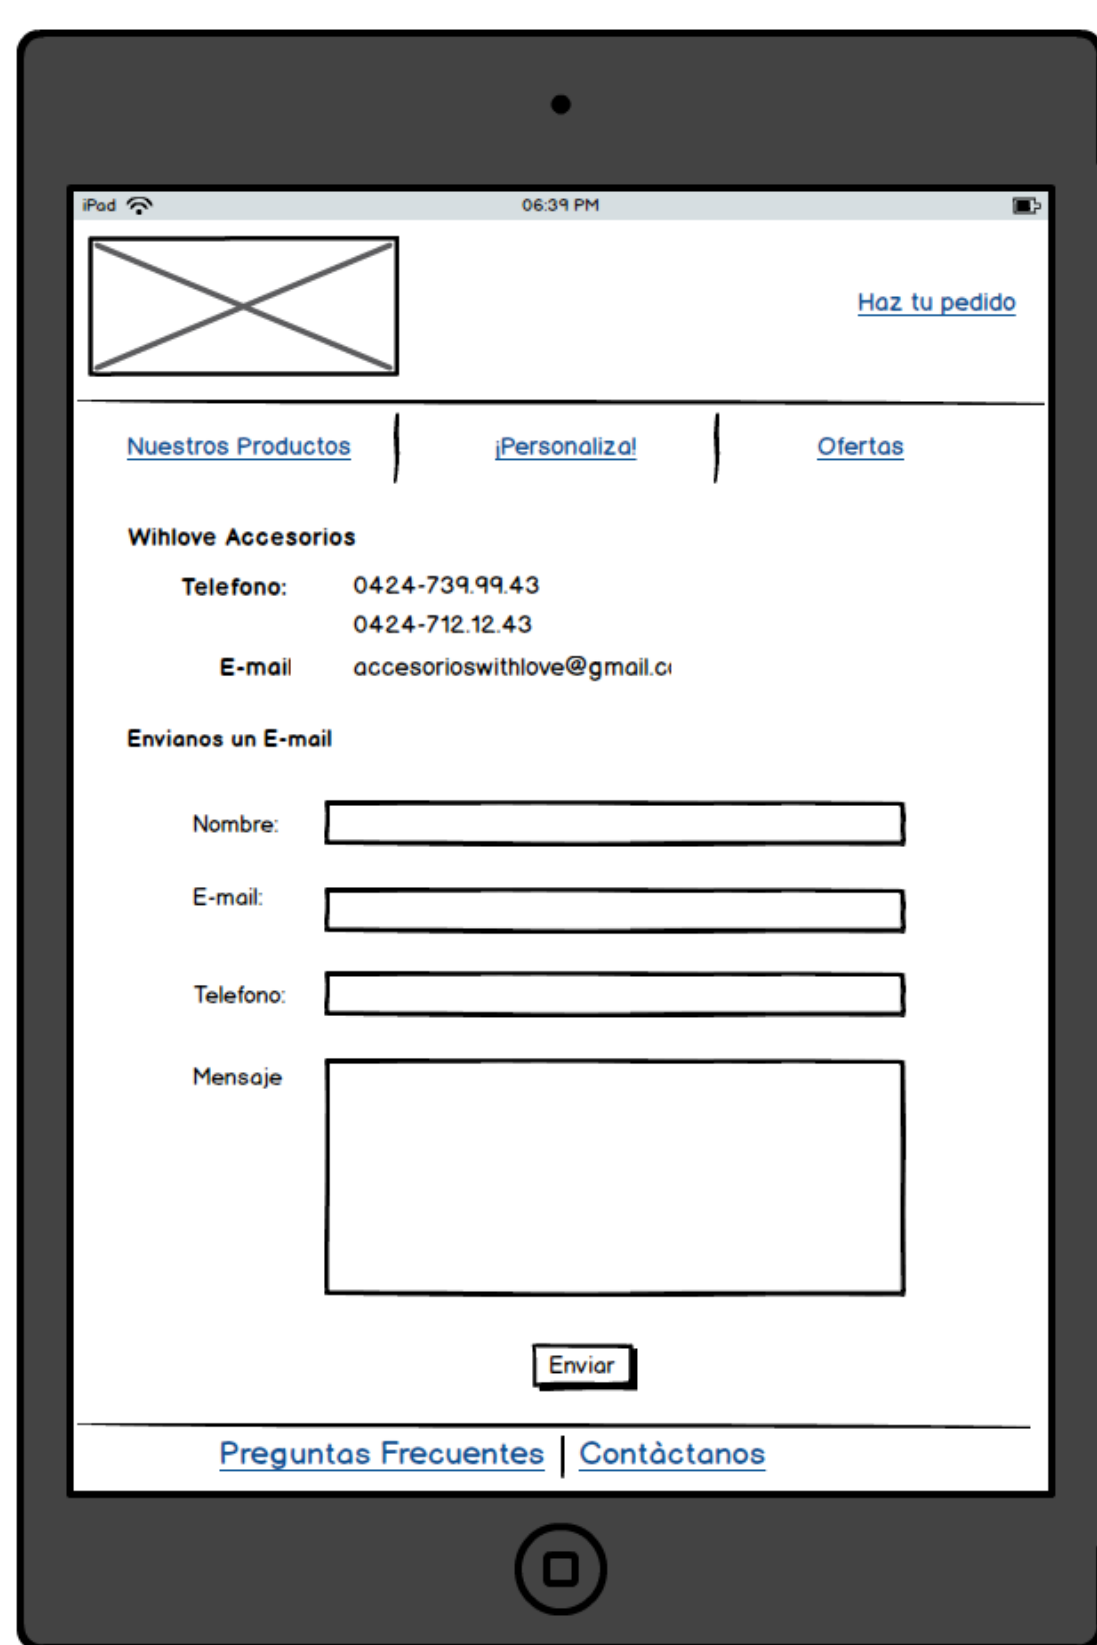 iPad 06:39 PM
Haz tu pedido
Nuestros Productos ¡Personaliza! Ofertas
Wihlove Accesorios
Telefono: 0424-739.99.43
0424-712.12.43
E-mail accesorioswithlove@gmail.c
Envianos un E-mail
Nombre:
E-mail:
Telefono:
Mensaje
Enviar
Preguntas Frecuentes Contàctanos